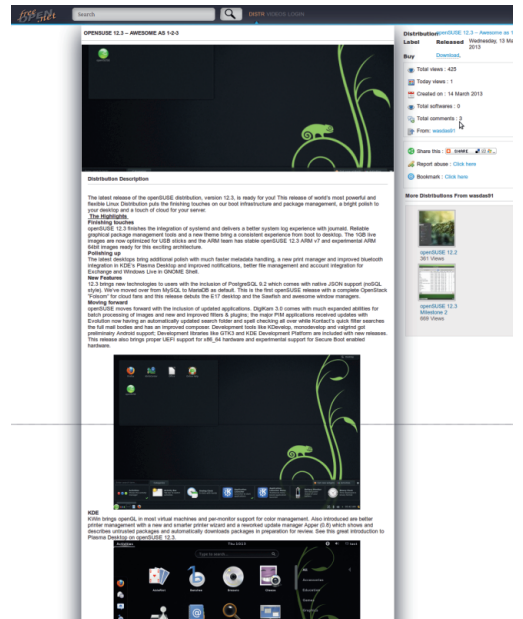 Search
DISTR VIDEOS LOGIN
OPENSUSE 12.3 – AWESOME AS 1-2-3
Distribution Description
The latest release of the openSUSE distribution, version 12.3, is ready for you! This release of world's most powerful and
flexible Linux Distribution puts the finishing touches on our boot infrastructure and package management, a bright polish to
your desktop and a touch of cloud for your server.
The Highlights
Finishing touches
openSUSE 12.3 finishes the integration of systemd and delivers a better system log experience with journald. Reliable
graphical package management tools and a new theme bring a consistent experience from boot to desktop. The 1GB live
images are now optimized for USB sticks and the ARM team has stable openSUSE 12.3 ARM v7 and experimental ARM
64bit images ready for this exciting architecture.
Polishing up
The latest desktops bring additional polish with much faster metadata handling, a new print manager and improved bluetooth
integration in KDE's Plasma Desktop and improved notifications, better file management and account integration for
Exchange and Windows Live in GNOME Shell.
New Features
12.3 brings new technologies to users with the inclusion of PostgreSQL 9.2 which comes with native JSON support (noSQL
style). We've moved over from MySQL to MariaDB as default. This is the first openSUSE release with a complete OpenStack
"Folsom" for cloud fans and this release debuts the E17 desktop and the Sawfish and awesome window managers.
Moving forward
openSUSE moves forward with the inclusion of updated applications. DigiKam 3.0 comes with much expanded abilities for
batch processing of images and new and improved filters & plugins; the major PIM applications received updates with
Evolution now having an automatically updated search folder and spell checking all over while Kontact's quick filter searches
the full mail bodies and has an improved composer. Development tools like KDevelop, monodevelop and valgrind got
preliminary Android support; Development libraries like GTK3 and KDE Development Platform are included with new releases.
This release also brings proper UEFI support for x86_64 hardware and experimental support for Secure Boot enabled
hardware.
KDE
KWin brings openGL in most virtual machines and per-monitor support for color management. Also introduced are better
printer management with a new and smarter printer wizard and a reworked update manager Apper (0.8) which shows and
describes untrusted packages and automatically downloads packages in preparation for review. See this great introduction to
Plasma Desktop on openSUSE 12.3.
Type to search...
Distribution openSUSE 12.3 – Awesome as 1
Label Released Wednesday, 13 Ma
2013
Buy Download.
Total views : 425
Today views : 1
Created on : 14 March 2013
Total softwares : 0
Total comments : 3
From: wasdas91
Share this : SHARE
Report abuse : Click here
Bookmark : Click here
More Distributions From wasdas91
openSUSE 12.2
361 Views
openSUSE 12.3
Milestone 2
669 Views